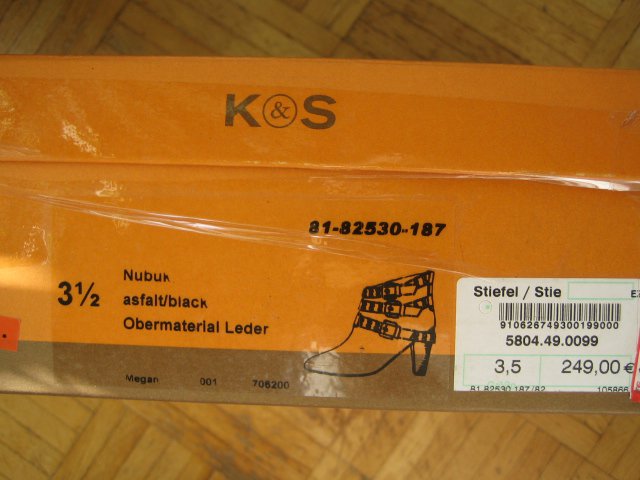 K&S
81-82530-187
3½
Nubuk
asfalt/black
Obermaterial Leder
Megan 001 706200
Stiefel / Stie
910626749300199000
5804.49.0099
3,5 249,00 €
81 82530 187/82 105866